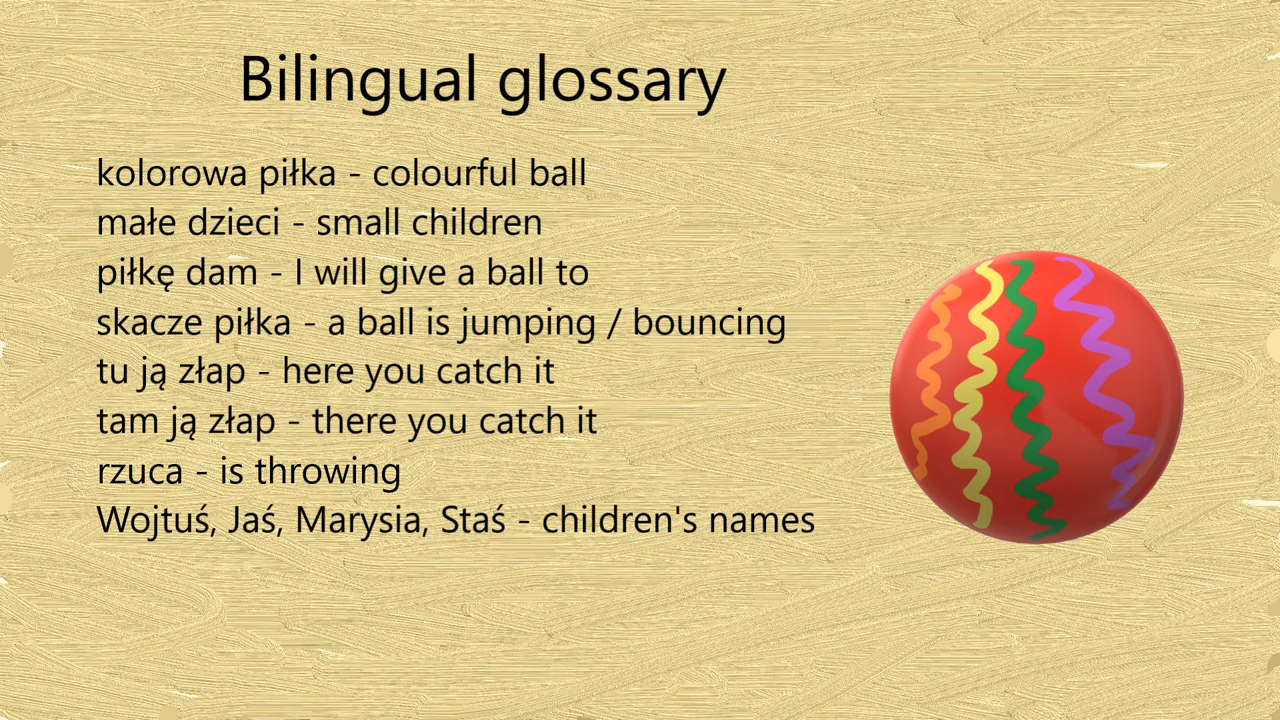 Bilingual glossary
kolorowa piłka - colourful ball
małe dzieci - small children
piłkę dam - I will give a ball to
skacze piłka - a ball is jumping / bouncing
tu ją złap - here you catch it
tam ją złap - there you catch it
rzuca - is throwing
Wojtuś, Jaś, Marysia, Staś - children's names